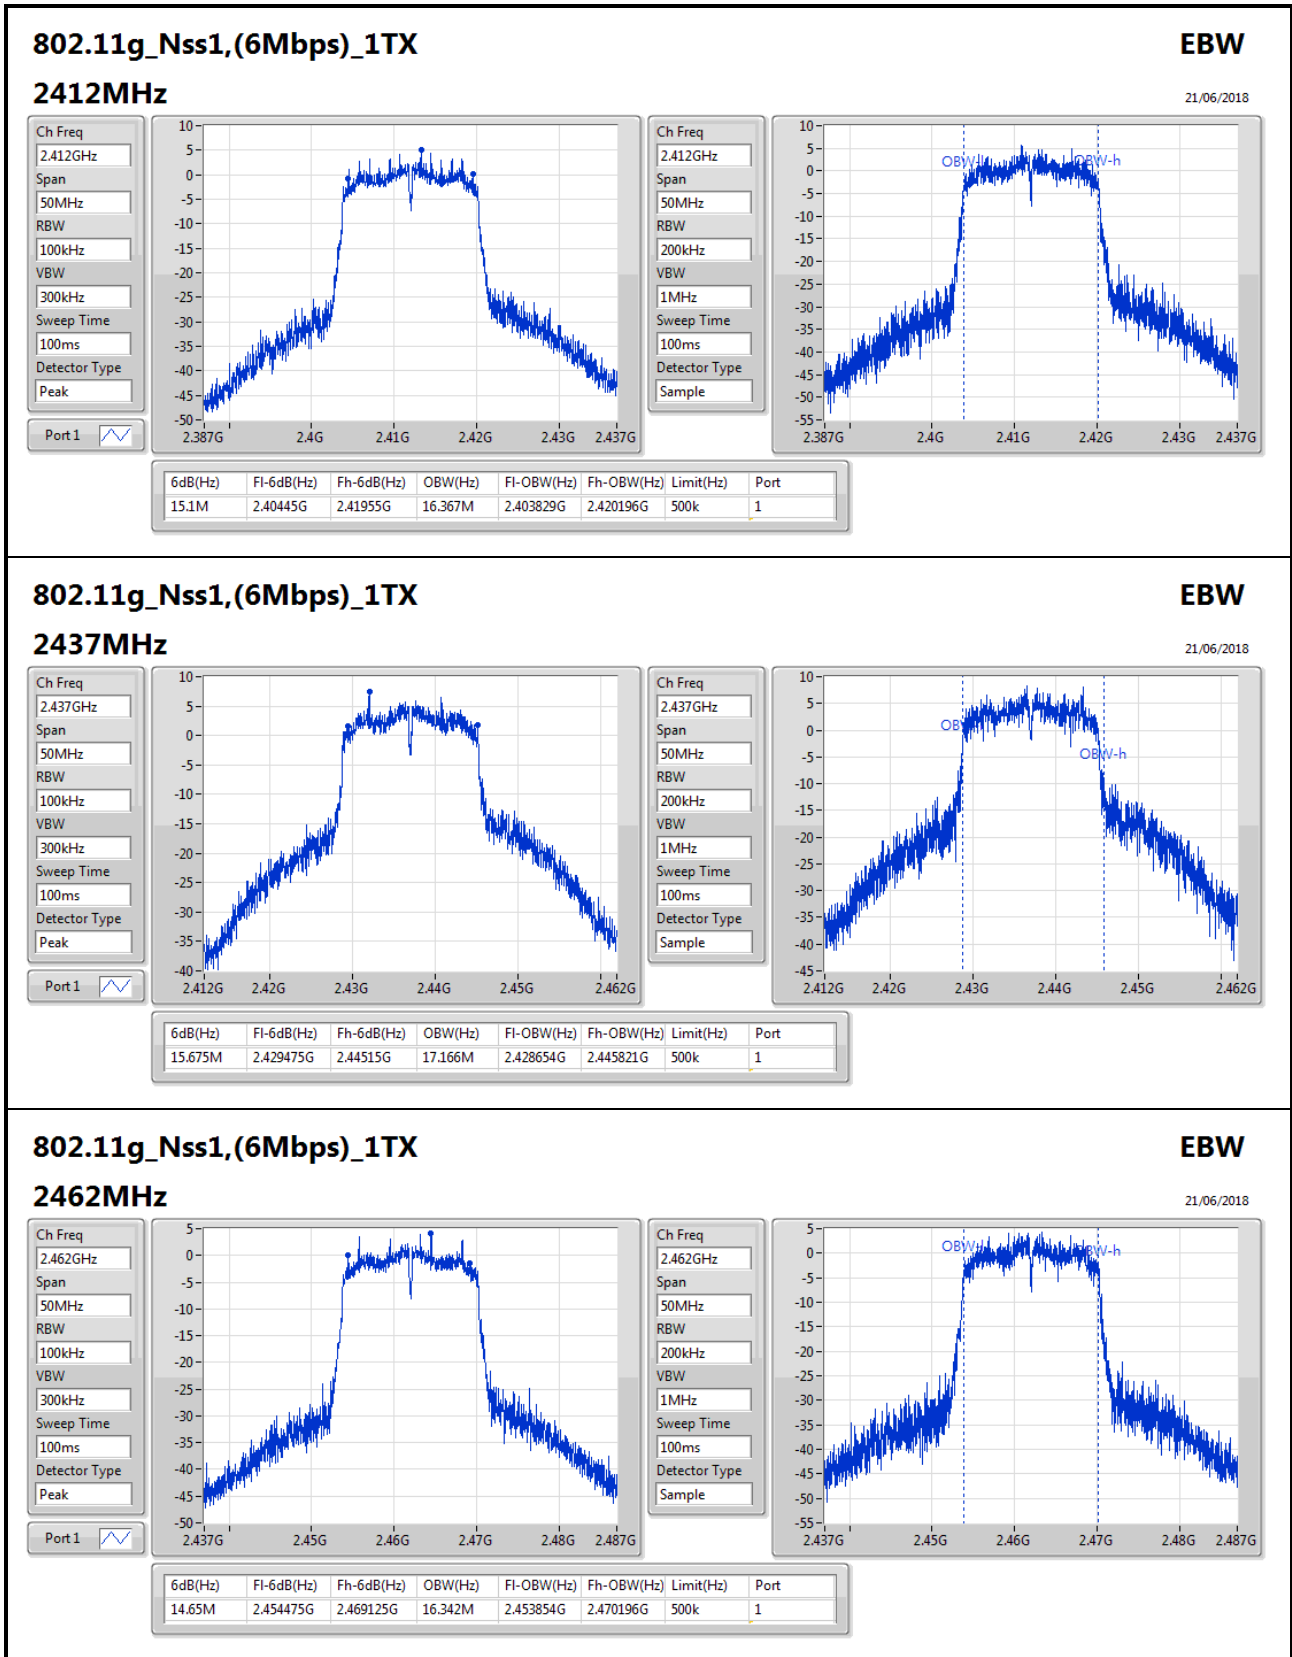 802.11g_Nss1,(6Mbps)_1TX EBW
2412MHz 21/06/2018
Ch Freq
2.412GHz
Span
50MHz
RBW
100kHz
VBW
300kHz
Sweep Time
100ms
Detector Type
Peak
Port 1
10
5
0
-5
-10
-15
-20
-25
-30
-35
-40
-45
-50
2.387G 2.4G 2.41G 2.42G 2.43G 2.437G
Ch Freq
2.412GHz
Span
50MHz
RBW
200kHz
VBW
1MHz
Sweep Time
100ms
Detector Type
Sample
10
5
0
-5
-10
-15
-20
-25
-30
-35
-40
-45
-50
-55
OBW-h
2.387G 2.4G 2.41G 2.42G 2.43G 2.437G
6dB(Hz) Fl-6dB(Hz) Fh-6dB(Hz) OBW(Hz) Fl-OBW(Hz) Fh-OBW(Hz) Limit(Hz) Port
15.1M 2.40445G 2.41955G 16.367M 2.403829G 2.420196G 500k 1
802.11g_Nss1,(6Mbps)_1TX EBW
2437MHz 21/06/2018
Ch Freq
2.437GHz
Span
50MHz
RBW
100kHz
VBW
300kHz
Sweep Time
100ms
Detector Type
Peak
Port 1
10
5
0
-5
-10
-15
-20
-25
-30
-35
-40
2.412G 2.42G 2.43G 2.44G 2.45G 2.462G
Ch Freq
2.437GHz
Span
50MHz
RBW
200kHz
VBW
1MHz
Sweep Time
100ms
Detector Type
Sample
10
5
0
-5
-10
-15
-20
-25
-30
-35
-40
-45
OBW-h
2.412G 2.42G 2.43G 2.44G 2.45G 2.462G
6dB(Hz) Fl-6dB(Hz) Fh-6dB(Hz) OBW(Hz) Fl-OBW(Hz) Fh-OBW(Hz) Limit(Hz) Port
15.675M 2.429475G 2.44515G 17.166M 2.428654G 2.445821G 500k 1
802.11g_Nss1,(6Mbps)_1TX EBW
2462MHz 21/06/2018
Ch Freq
2.462GHz
Span
50MHz
RBW
100kHz
VBW
300kHz
Sweep Time
100ms
Detector Type
Peak
Port 1
5
0
-5
-10
-15
-20
-25
-30
-35
-40
-45
-50
2.437G 2.45G 2.46G 2.47G 2.48G 2.487G
Ch Freq
2.462GHz
Span
50MHz
RBW
200kHz
VBW
1MHz
Sweep Time
100ms
Detector Type
Sample
5
0
-5
-10
-15
-20
-25
-30
-35
-40
-45
-50
-55
OBW-h
2.437G 2.45G 2.46G 2.47G 2.48G 2.487G
6dB(Hz) Fl-6dB(Hz) Fh-6dB(Hz) OBW(Hz) Fl-OBW(Hz) Fh-OBW(Hz) Limit(Hz) Port
14.65M 2.454475G 2.469125G 16.342M 2.453854G 2.470196G 500k 1